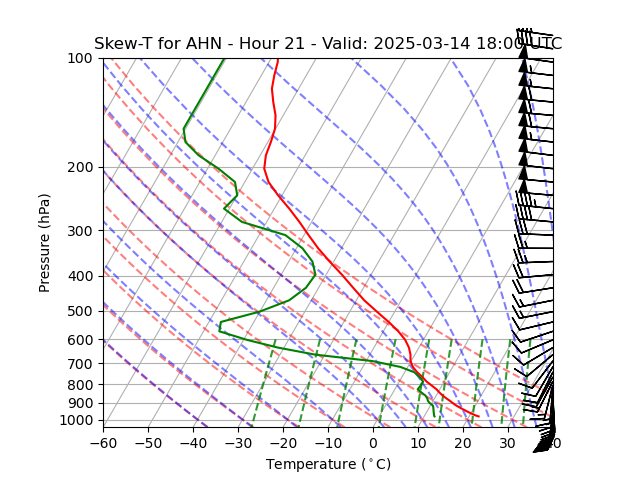 Skew-T for AHN - Hour 21 - Valid: 2025-03-14 18:00 UTC
100
200
300
400
500
600
700
800
900
1000
Pressure (hPa)
−60 −50 −40 −30 −20 −10 0 10 20 30 40
Temperature (°C)